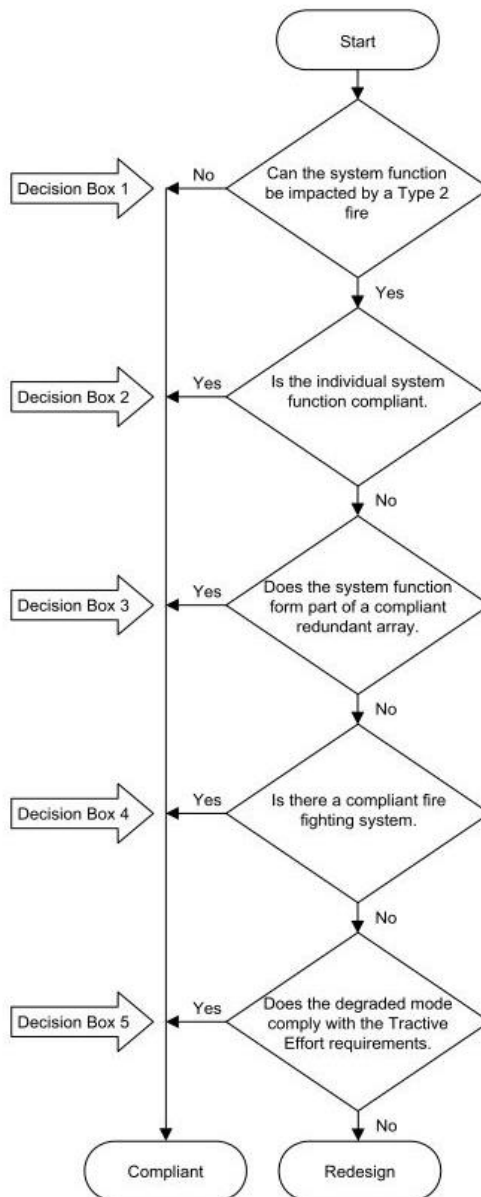 Start
Decision Box 1
No
Can the system function
be impacted by a Type 2
fire
Yes
Decision Box 2
Yes
Is the individual system
function compliant.
No
Decision Box 3
Yes
Does the system function
form part of a compliant
redundant array.
No
Decision Box 4
Yes
Is there a compliant fire
fighting system.
No
Decision Box 5
Yes
Does the degraded mode
comply with the Tractive
Effort requirements.
No
Compliant
Redesign